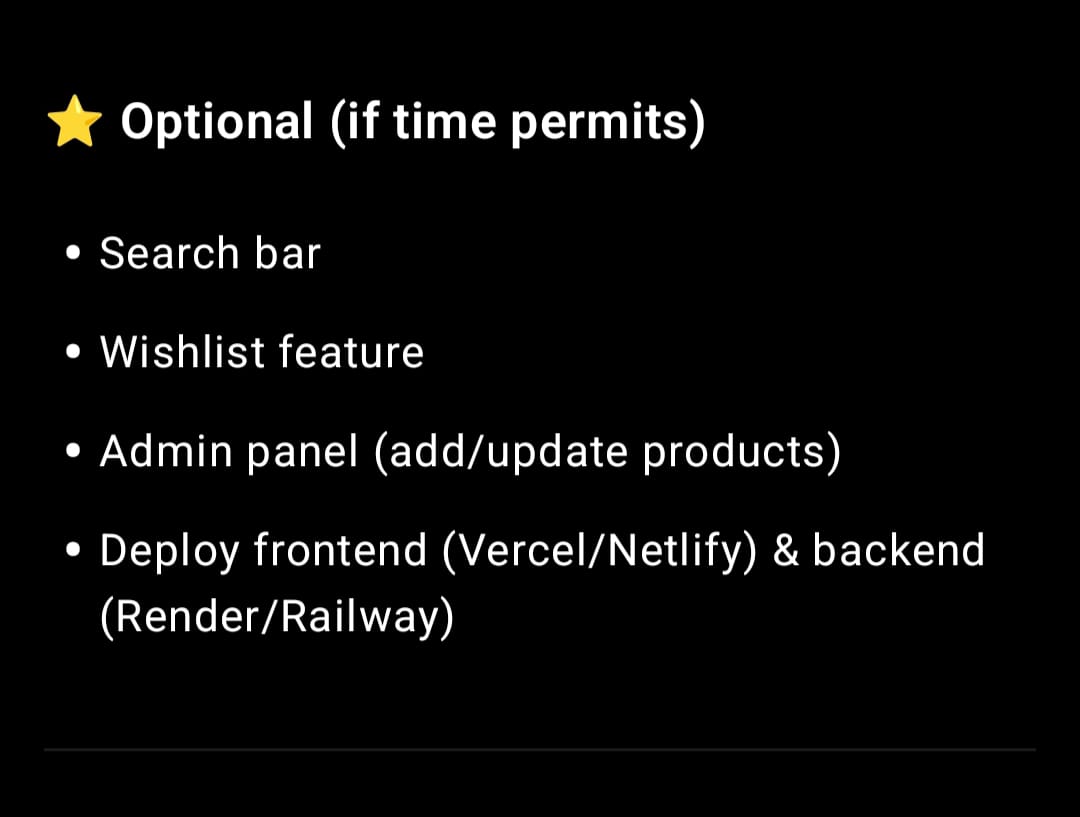 ⭐ Optional (if time permits)
• Search bar
• Wishlist feature
• Admin panel (add/update products)
• Deploy frontend (Vercel/Netlify) & backend
(Render/Railway)